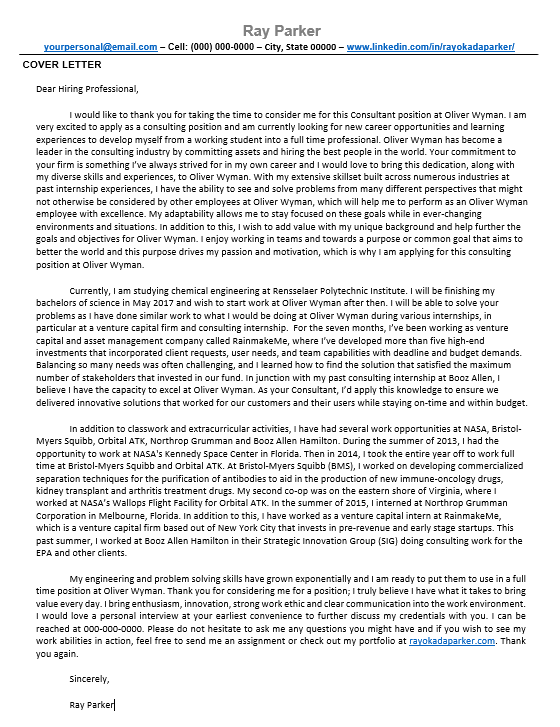 Ray Parker
yourpersonal@email.com – Cell: (000) 000-0000 – City, State 00000 – www.linkedin.com/in/rayokadaparker/
COVER LETTER
Dear Hiring Professional,
I would like to thank you for taking the time to consider me for this Consultant position at Oliver Wyman. I am
very excited to apply as a consulting position and am currently looking for new career opportunities and learning
experiences to develop myself from a working student into a full time professional. Oliver Wyman has become a
leader in the consulting industry by committing assets and hiring the best people in the world. Your commitment to
your firm is something I've always strived for in my own career and I would love to bring this dedication, along with
my diverse skills and experiences, to Oliver Wyman. With my extensive skillset built across numerous industries at
past internship experiences, I have the ability to see and solve problems from many different perspectives that might
not otherwise be considered by other employees at Oliver Wyman, which will help me to perform as an Oliver Wyman
employee with excellence. My adaptability allows me to stay focused on these goals while in ever-changing
environments and situations. In addition to this, I wish to add value with my unique background and help further the
goals and objectives for Oliver Wyman. I enjoy working in teams and towards a purpose or common goal that aims to
better the world and this purpose drives my passion and motivation, which is why I am applying for this consulting
position at Oliver Wyman.
Currently, I am studying chemical engineering at Rensselaer Polytechnic Institute. I will be finishing my
bachelors of science in May 2017 and wish to start work at Oliver Wyman after then. I will be able to solve your
problems as I have done similar work to what I would be doing at Oliver Wyman during various internships, in
particular at a venture capital firm and consulting internship.  For the seven months, I've been working as venture
capital and asset management company called RainmakeMe, where I've developed more than five high-end
investments that incorporated client requests, user needs, and team capabilities with deadline and budget demands.
Balancing so many needs was often challenging, and I learned how to find the solution that satisfied the maximum
number of stakeholders that invested in our fund. In junction with my past consulting internship at Booz Allen, I
believe I have the capacity to excel at Oliver Wyman. As your Consultant, I'd apply this knowledge to ensure we
delivered innovative solutions that worked for our customers and their users while staying on-time and within budget.
In addition to classwork and extracurricular activities, I have had several work opportunities at NASA, Bristol-
Myers Squibb, Orbital ATK, Northrop Grumman and Booz Allen Hamilton. During the summer of 2013, I had the
opportunity to work at NASA's Kennedy Space Center in Florida. Then in 2014, I took the entire year off to work full
time at Bristol-Myers Squibb and Orbital ATK. At Bristol-Myers Squibb (BMS), I worked on developing commercialized
separation techniques for the purification of antibodies to aid in the production of new immune-oncology drugs,
kidney transplant and arthritis treatment drugs. My second co-op was on the eastern shore of Virginia, where I
worked at NASA's Wallops Flight Facility for Orbital ATK. In the summer of 2015, I interned at Northrop Grumman
Corporation in Melbourne, Florida. In addition to this, I have worked as a venture capital intern at RainmakeMe,
which is a venture capital firm based out of New York City that invests in pre-revenue and early stage startups. This
past summer, I worked at Booz Allen Hamilton in their Strategic Innovation Group (SIG) doing consulting work for the
EPA and other clients.
My engineering and problem solving skills have grown exponentially and I am ready to put them to use in a full
time position at Oliver Wyman. Thank you for considering me for a position; I truly believe I have what it takes to bring
value every day. I bring enthusiasm, innovation, strong work ethic and clear communication into the work environment.
I would love a personal interview at your earliest convenience to further discuss my credentials with you. I can be
reached at 000-000-0000. Please do not hesitate to ask me any questions you might have and if you wish to see my
work abilities in action, feel free to send me an assignment or check out my portfolio at rayokadaparker.com. Thank
you again.
Sincerely,
Ray Parker